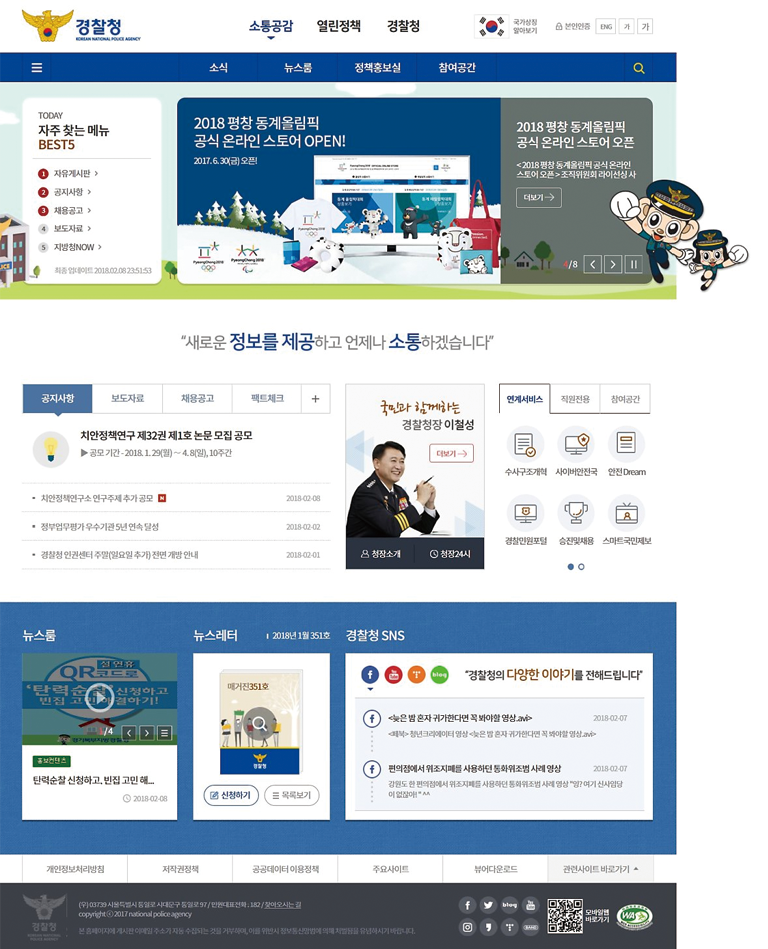 경찰청
KOREAN NATIONAL POLICE AGENCY
소통공감 열린정책 경찰청
국가상징
알아보기
본인인증 ENG 가 가
소식 뉴스룸 정책홍보실 참여공간
TODAY
자주 찾는 메뉴
BEST5
1 자유게시판 >
2 공지사항 >
3 채용공고 >
4 보도자료 >
5 지방청NOW >
최종 업데이트 2018.02.08 23:51:53
2018 평창 동계올림픽
공식 온라인 스토어 OPEN!
2017. 6.30(금) 오픈!
PyeongChang2018
PyeongChang2018
2018 평창 동계올림픽
공식 온라인 스토어 오픈
<2018 평창 동계올림픽 공식 온라인
스토어 오픈> 조직위원회 라이선싱 사
더보기
/8
"새로운 정보를 제공하고 언제나 소통하겠습니다"
공지사항 보도자료 채용공고 팩트체크 +
치안정책연구 제32권 제1호 논문 모집 공모
▶ 공모 기간 - 2018. 1. 29(월) ~ 4. 8(일), 10주간
치안정책연구소 연구주제 추가 공모 N 2018-02-08
정부업무평가 우수기관 5년 연속 달성 2018-02-02
경찰청 인권센터 주말(일요일 추가) 전면 개방 안내 2018-02-01
국민과 함께하는
경찰청장 이철성
더보기
청장소개 청장24시
연계서비스 직원전용 참여공간
수사구조개혁 사이버안전국 안전Dream
경찰민원포털 승진및채용 스마트국민제보
뉴스룸
설 연휴
QR코드로
'탄력순찰 신청하고
빈집 고민 해결하기!
/4
홍보컨텐츠
탄력순찰 신청하고, 빈집 고민 해...
2018-02-08
뉴스레터 2018년 1월 351호
매거진351호
경찰청
신청하기 목록보기
경찰청 SNS
blog "경찰청의 다양한 이야기를 전해드립니다"
<늦은 밤 혼자 귀가한다면 꼭 봐야할 영상.avi> 2018-02-07
<페북> 청년크리에이터 영상 <늦은 밤 혼자 귀가한다면 꼭 봐야할 영상.avi>
편의점에서 위조지폐를 사용하던 통화위조범 사례 영상 2018-02-07
강원도 한 편의점에서 위조지폐를 사용하던 통화위조범 사례 영상 "엥? 여기 신사임당
이 없잖아! " ^^
개인정보처리방침 저작권정책 공공데이터 이용정책 주요사이트 뷰어다운로드 관련사이트 바로가기
경찰청
(우) 03739 서울특별시 서대문구 통일로 97 / 민원대표전화 : 182 / 찾아오시는 길
copyright ⓒ 2017 national police agency
본 홈페이지에 게시된 이메일 주소가 자동 수집되는 것을 거부하며, 이를 위반시 정보통신망법에 의해 처벌됨을 유념하시기 바랍니다.
blog
모바일웹
바로가기
WA